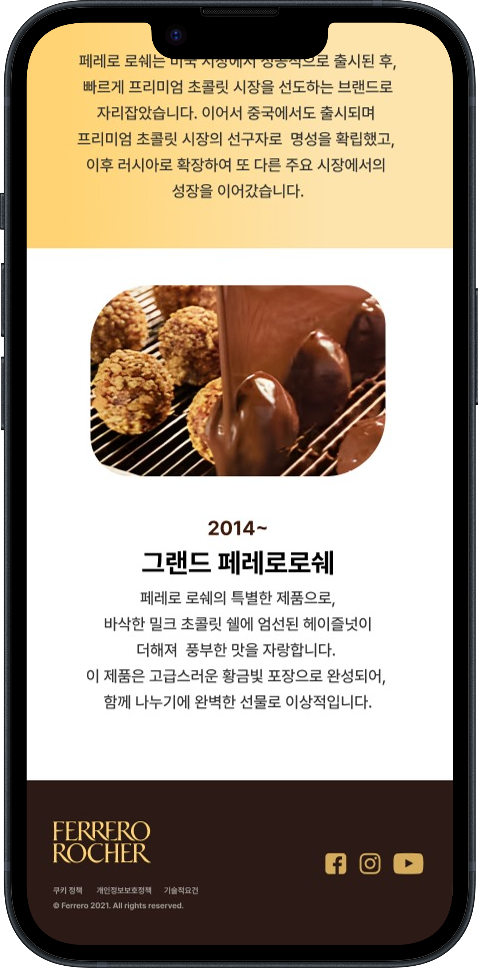 페레로 로쉐는 미국 시장에서 성공적으로 출시된 후,
빠르게 프리미엄 초콜릿 시장을 선도하는 브랜드로
자리잡았습니다. 이어서 중국에서도 출시되며
프리미엄 초콜릿 시장의 선구자로 명성을 확립했고,
이후 러시아로 확장하여 또 다른 주요 시장에서의
성장을 이어갔습니다.
2014~
그랜드 페레로로쉐
페레로 로쉐의 특별한 제품으로,
바삭한 밀크 초콜릿 쉘에 엄선된 헤이즐넛이
더해져 풍부한 맛을 자랑합니다.
이 제품은 고급스러운 황금빛 포장으로 완성되어,
함께 나누기에 완벽한 선물로 이상적입니다.
FERRERO
ROCHER
쿠키 정책 개인정보보호정책 기술적요건
© Ferrero 2021. All rights reserved.